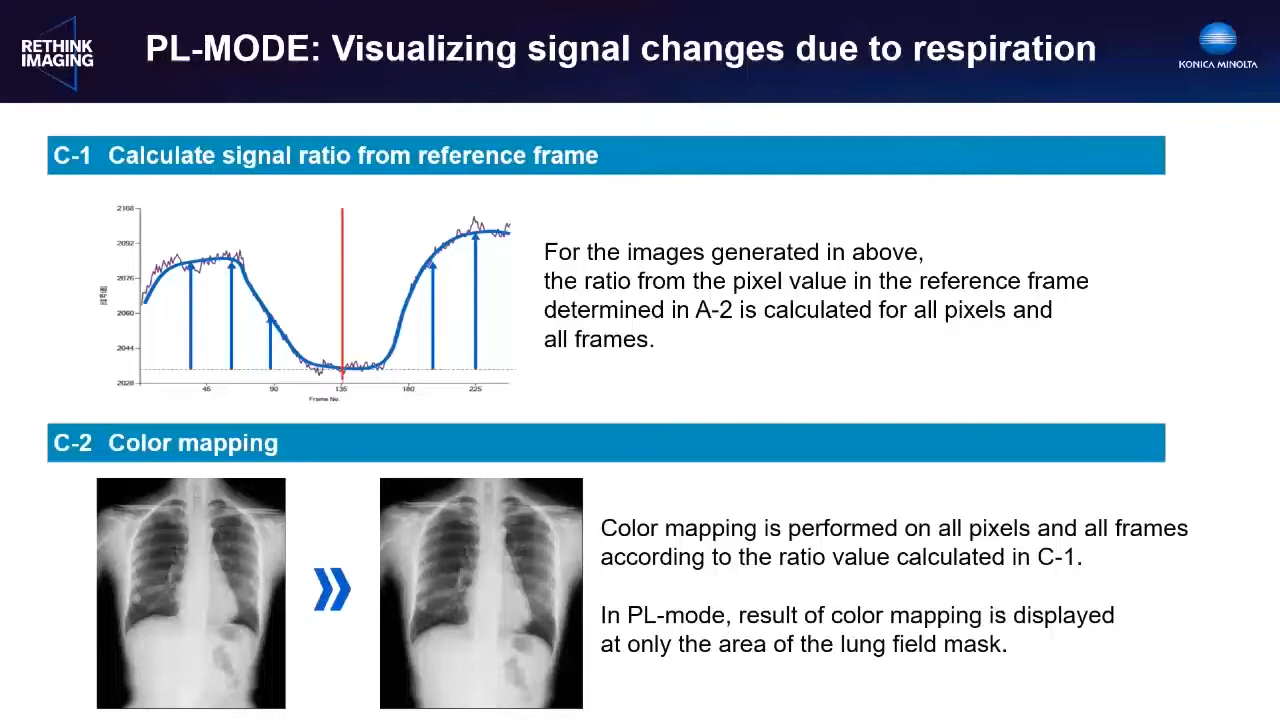 RETHINK
IMAGING
PL-MODE: Visualizing signal changes due to respiration
KONICA MINOLTA
C-1 Calculate signal ratio from reference frame
2168
2092
2076
2060
2044
2028
45
90
135
180
225
Frame No.
For the images generated in above,
the ratio from the pixel value in the reference frame
determined in A-2 is calculated for all pixels and
all frames.
C-2 Color mapping
Color mapping is performed on all pixels and all frames
according to the ratio value calculated in C-1.
In PL-mode, result of color mapping is displayed
at only the area of the lung field mask.